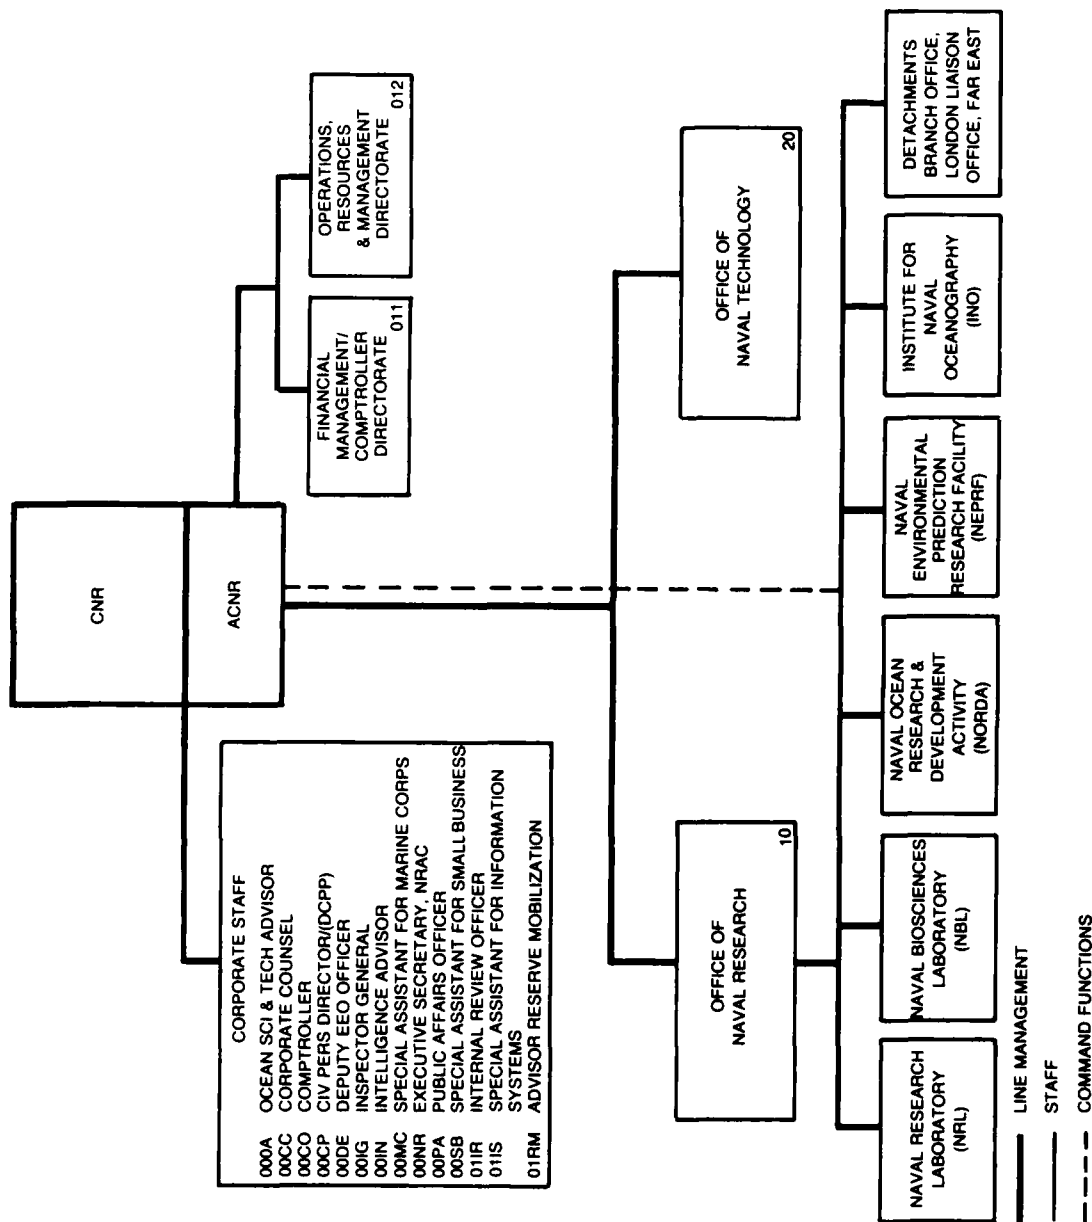 CNR
ACNR
CORPORATE STAFF
000A OCEAN SCI & TECH ADVISOR
00CC CORPORATE COUNSEL
00CO COMPTROLLER
00CP CIV PERS DIRECTOR/(DCPP)
00DE DEPUTY EEO OFFICER
00IG INSPECTOR GENERAL
00IN INTELLIGENCE ADVISOR
00MC SPECIAL ASSISTANT FOR MARINE CORPS
00NR EXECUTIVE SECRETARY, NRAC
00PA PUBLIC AFFAIRS OFFICER
00SB SPECIAL ASSISTANT FOR SMALL BUSINESS
01IR INTERNAL REVIEW OFFICER
01IS SPECIAL ASSISTANT FOR INFORMATION
SYSTEMS
01RM ADVISOR RESERVE MOBILIZATION
FINANCIAL
MANAGEMENT/
COMPTROLLER
DIRECTORATE
011
OPERATIONS,
RESOURCES
& MANAGEMENT
DIRECTORATE
012
OFFICE OF
NAVAL RESEARCH
10
OFFICE OF
NAVAL TECHNOLOGY
20
NAVAL RESEARCH
LABORATORY
(NRL)
NAVAL BIOSCIENCES
LABORATORY
(NBL)
NAVAL OCEAN
RESEARCH &
DEVELOPMENT
ACTIVITY
(NORDA)
NAVAL
ENVIRONMENTAL
PREDICTION
RESEARCH FACILITY
(NEPRF)
INSTITUTE FOR
NAVAL
OCEANOGRAPHY
(INO)
DETACHMENTS
BRANCH OFFICE,
LONDON LIAISON
OFFICE, FAR EAST
LINE MANAGEMENT
STAFF
COMMAND FUNCTIONS